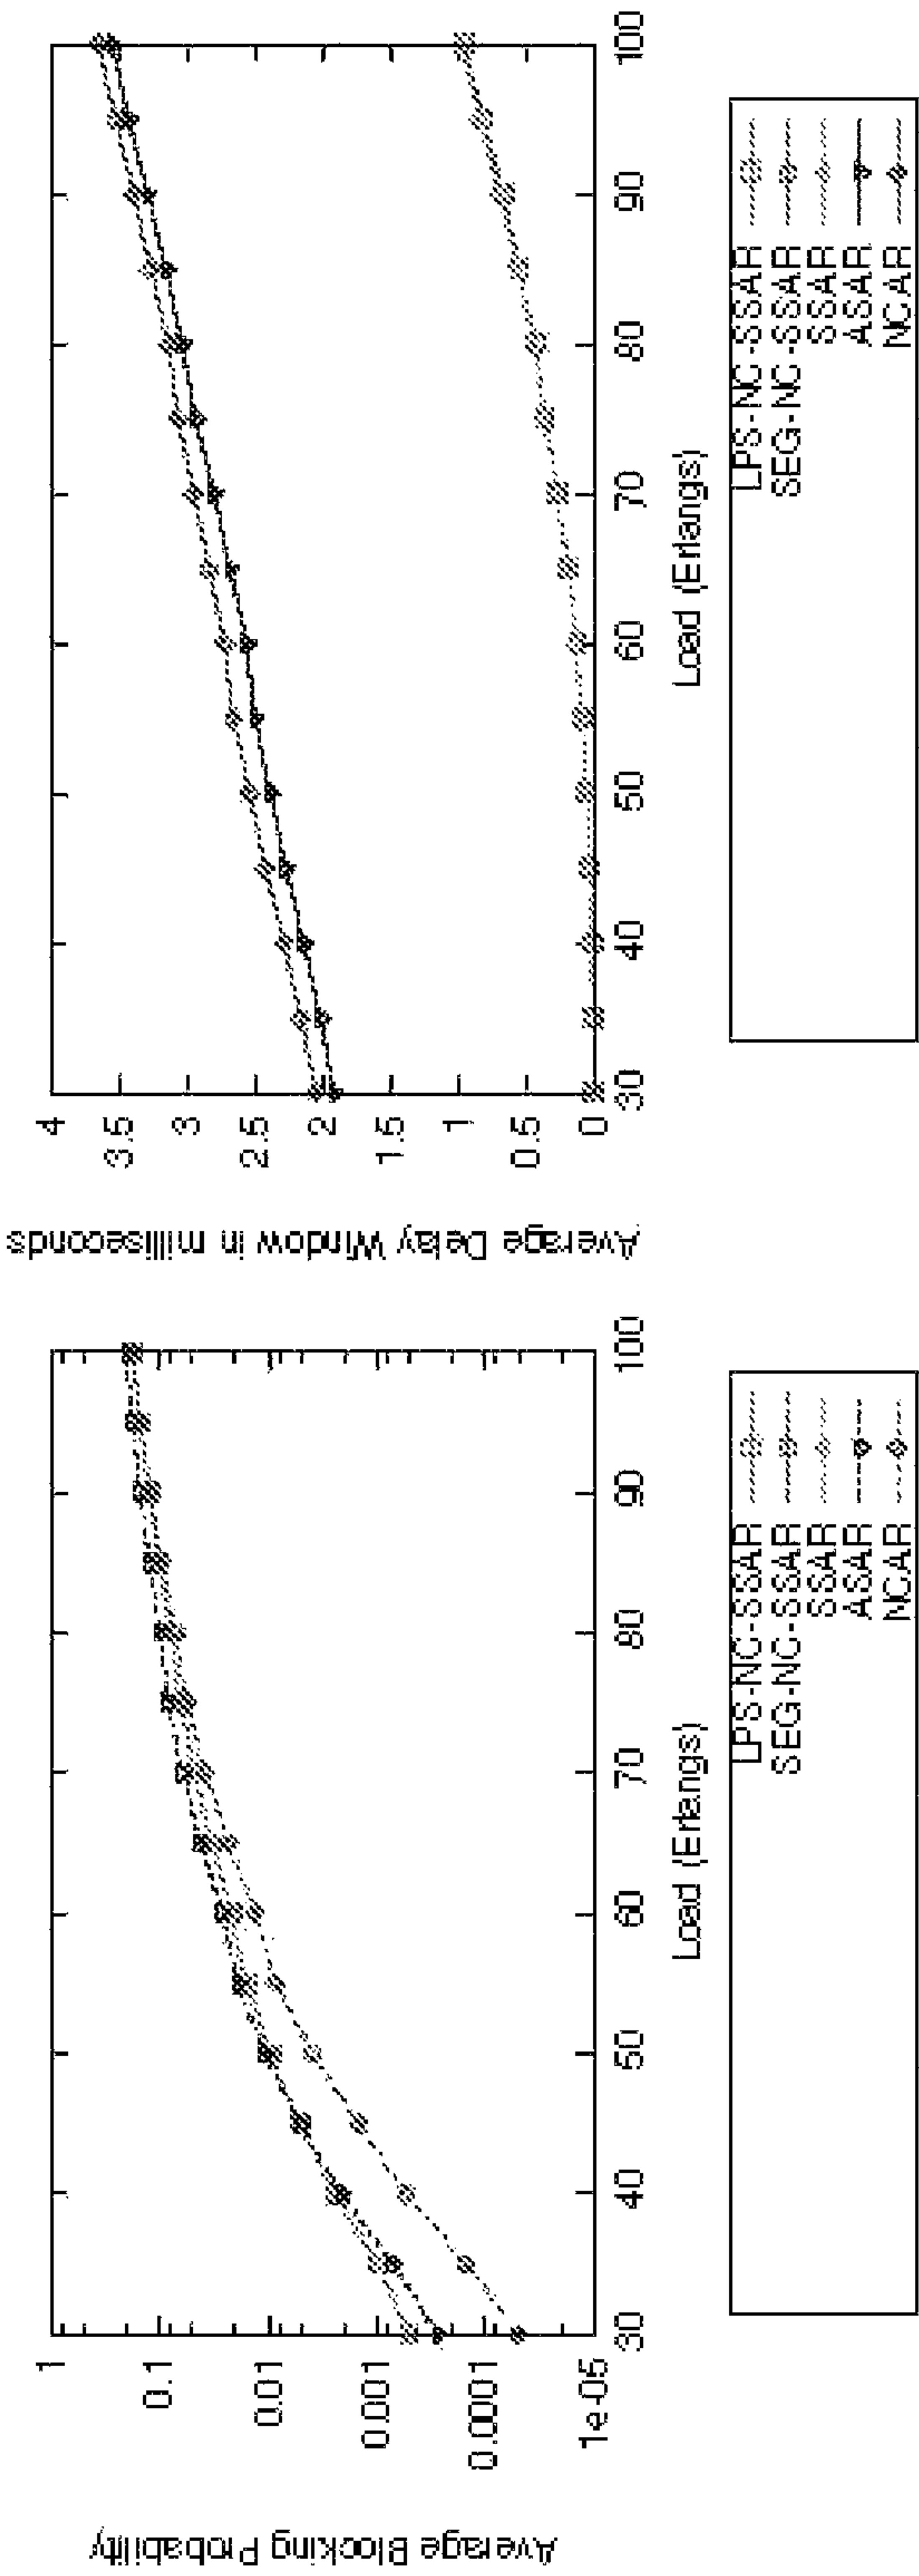 Average Blocking Probability
1
0.1
0.01
0.001
0.0001
1e-05
30 40 50 60 70 80 90 100
Load (Erlangs)
LPS-NC-SSAR
SEG-NC-SSAR
SSAR
ASAR
NCAR
Average Delay Window in milliseconds
4
3.5
3
2.5
2
1.5
1
0.5
0
30 40 50 60 70 80 90 100
Load (Erlangs)
LPS-NC-SSAR
SEG-NC-SSAR
SSAR
ASAR
NCAR